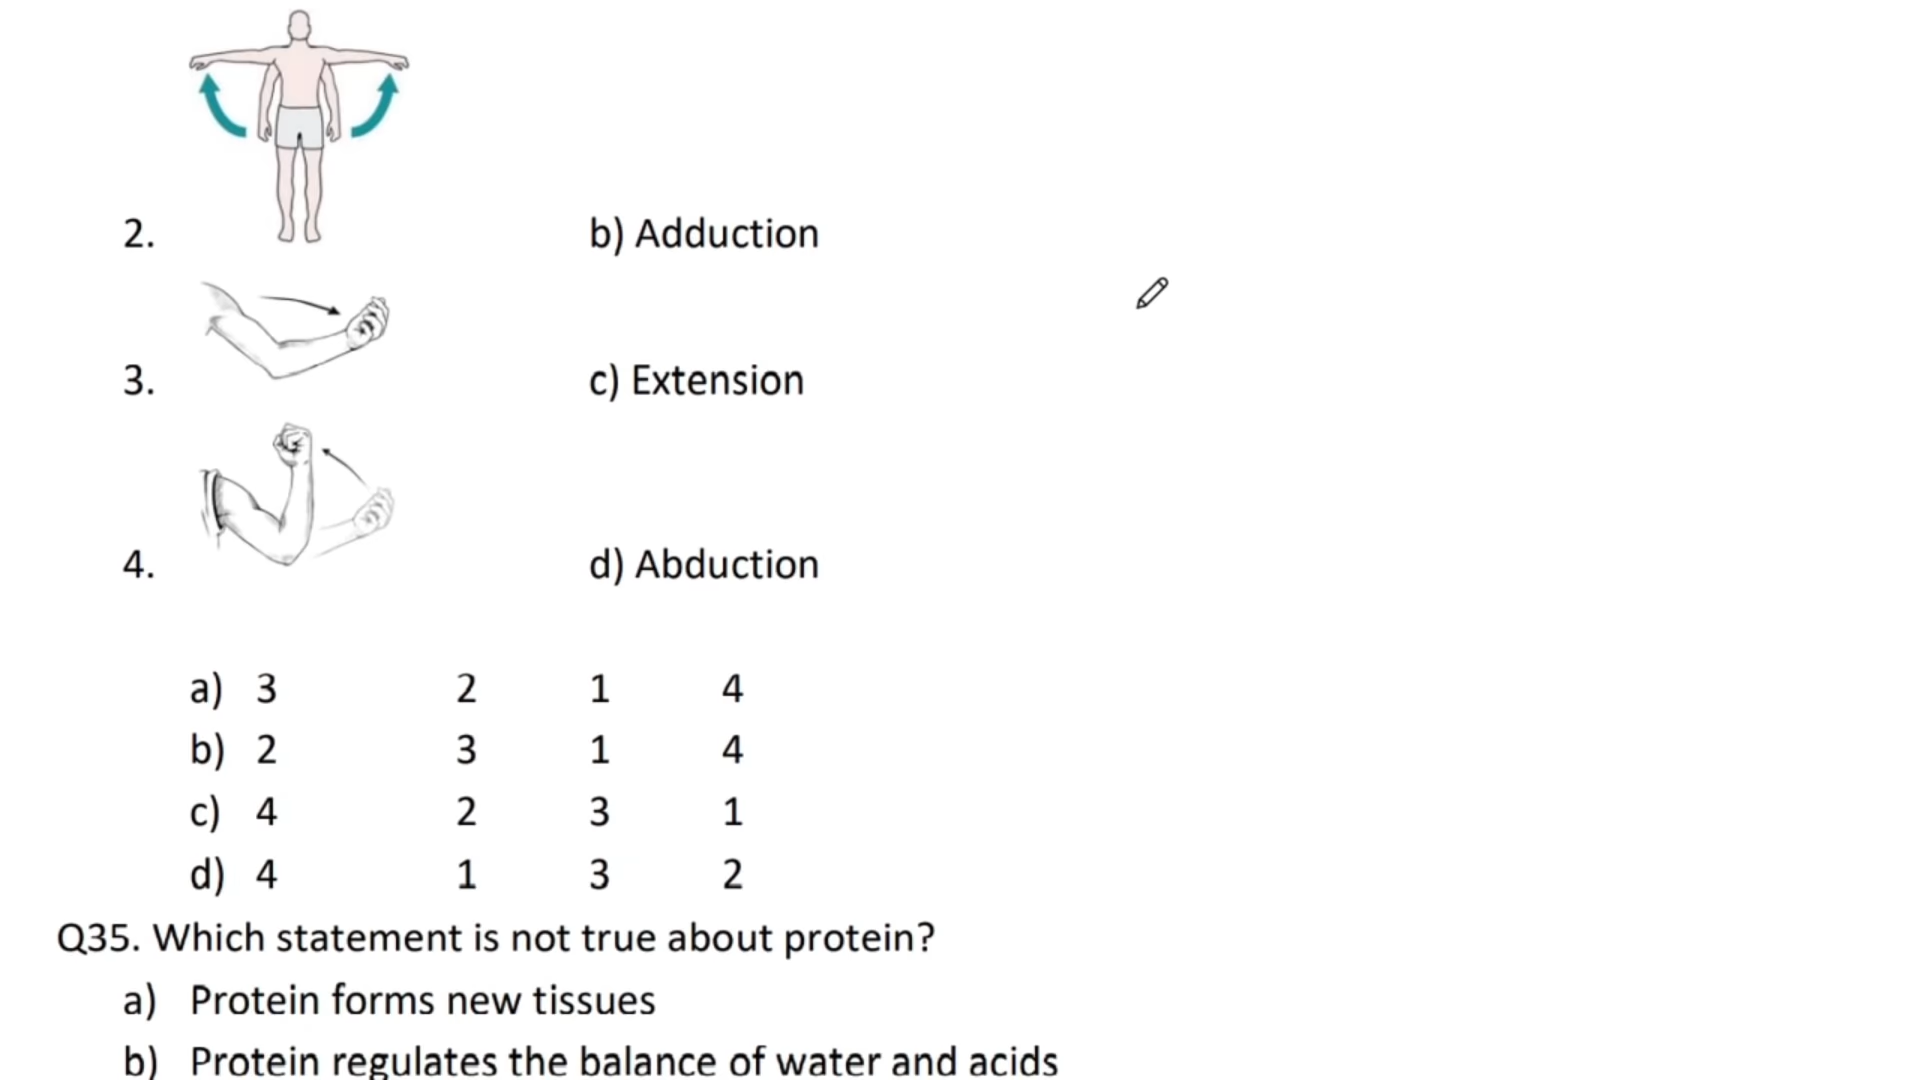 2. b) Adduction
3. c) Extension
4. d) Abduction
a) 3 2 1 4
b) 2 3 1 4
c) 4 2 3 1
d) 4 1 3 2
Q35. Which statement is not true about protein?
a) Protein forms new tissues
b) Protein regulates the balance of water and acids